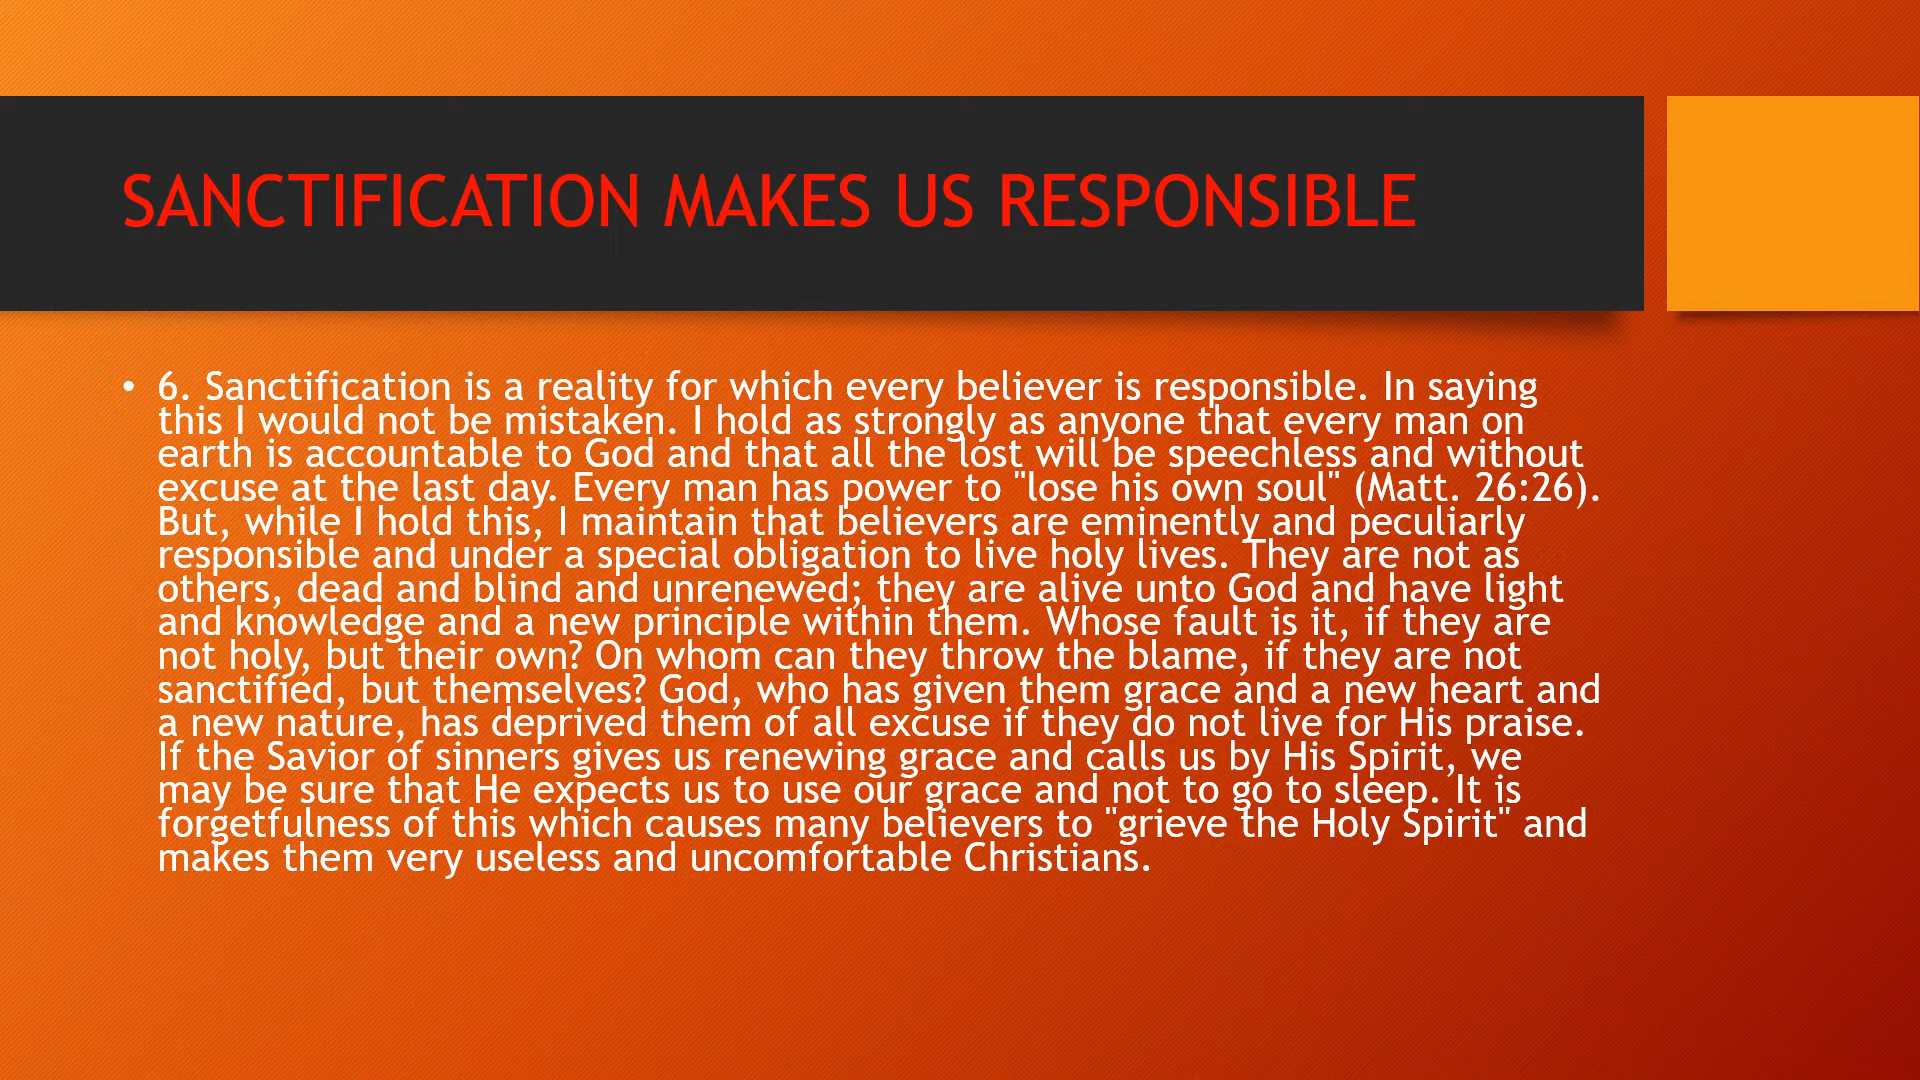 SANCTIFICATION MAKES US RESPONSIBLE
• 6. Sanctification is a reality for which every believer is responsible. In saying
this I would not be mistaken. I hold as strongly as anyone that every man on
earth is accountable to God and that all the lost will be speechless and without
excuse at the last day. Every man has power to "lose his own soul" (Matt. 26:26).
But, while I hold this, I maintain that believers are eminently and peculiarly
responsible and under a special obligation to live holy lives. They are not as
others, dead and blind and unrenewed; they are alive unto God and have light
and knowledge and a new principle within them. Whose fault is it, if they are
not holy, but their own? On whom can they throw the blame, if they are not
sanctified, but themselves? God, who has given them grace and a new heart and
a new nature, has deprived them of all excuse if they do not live for His praise.
If the Savior of sinners gives us renewing grace and calls us by His Spirit, we
may be sure that He expects us to use our grace and not to go to sleep. It is
forgetfulness of this which causes many believers to "grieve the Holy Spirit" and
makes them very useless and uncomfortable Christians.